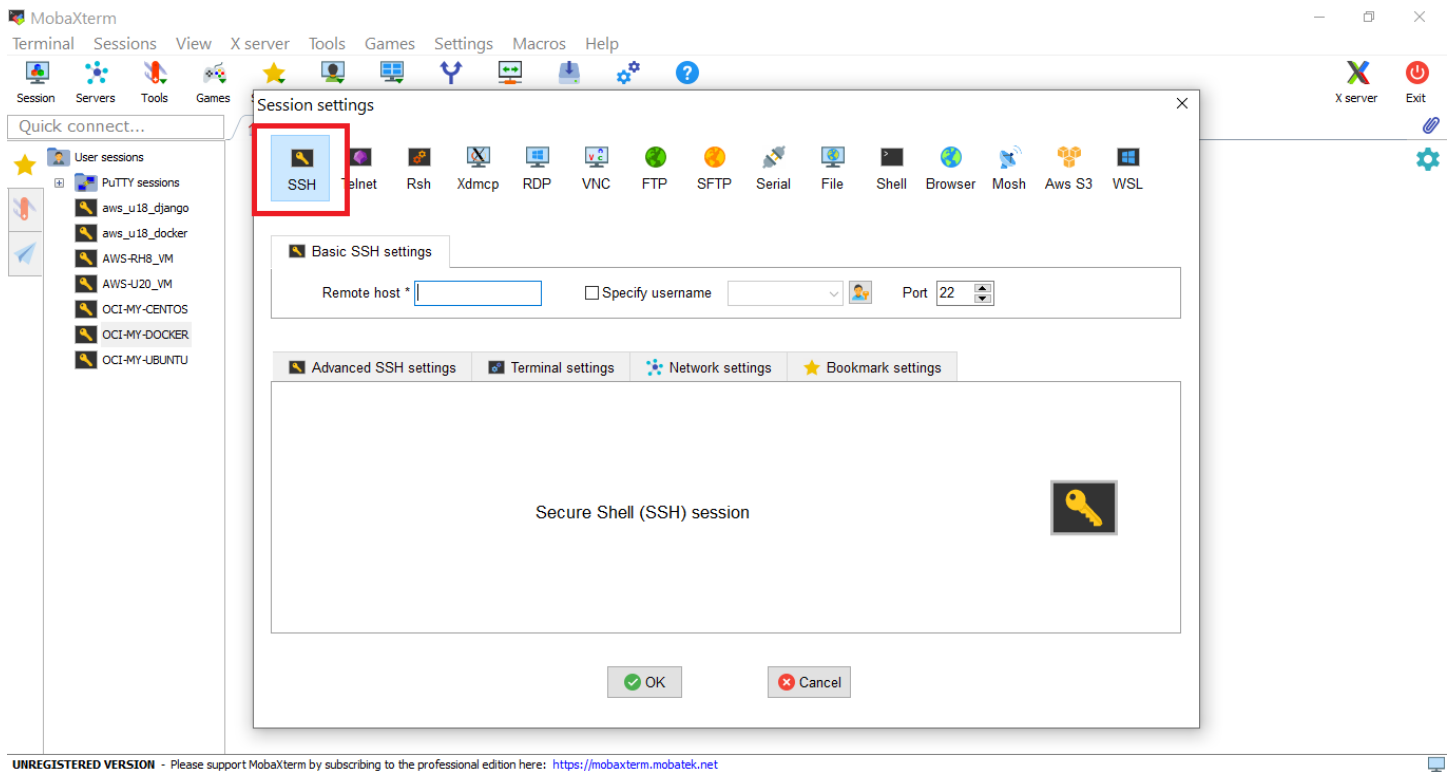 MobaXterm
Terminal Sessions View X server Tools Games Settings Macros Help
Session Servers Tools Games X server Exit
Quick connect...
Session settings
SSH Telnet Rsh Xdmcp RDP VNC FTP SFTP Serial File Shell Browser Mosh Aws S3 WSL
User sessions
PuTTY sessions
aws_u18_django
aws_u18_docker
AWS-RH8_VM
AWS-U20_VM
OCI-MY-CENTOS
OCI-MY-DOCKER
OCI-MY-UBUNTU
Basic SSH settings
Remote host * Specify username Port 22
Advanced SSH settings Terminal settings Network settings Bookmark settings
Secure Shell (SSH) session
OK Cancel
UNREGISTERED VERSION - Please support MobaXterm by subscribing to the professional edition here: https://mobaxterm.mobatek.net